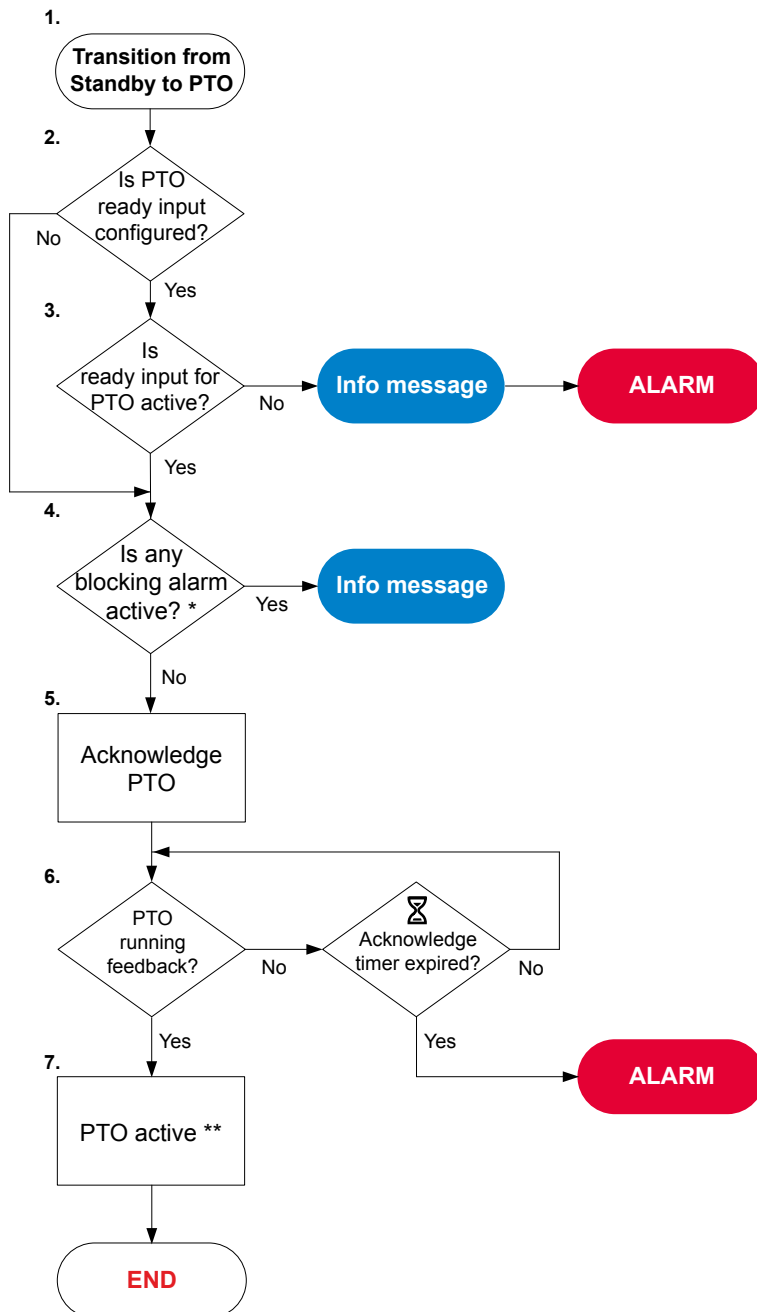 1.
Transition from
Standby to PTO
2.
Is PTO
ready input
configured?
No
Yes
3.
Is
ready input for
PTO active?
No
Info message
ALARM
Yes
4.
Is any
blocking alarm
active? *
Yes
Info message
No
5.
Acknowledge
PTO
6.
PTO
running
feedback?
No
Acknowledge
timer expired?
No
Yes
Yes
ALARM
7.
PTO active **
END